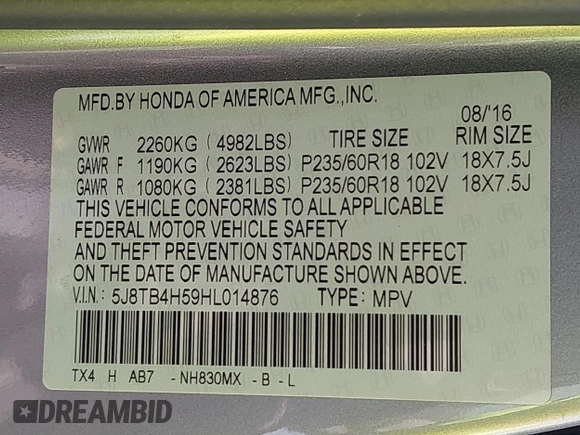 MFD.BY HONDA OF AMERICA MFG.,INC.
08/'16
GVWR 2260KG ( 4982LBS) TIRE SIZE RIM SIZE
GAWR F 1190KG ( 2623LBS) P235/60R18 102V 18X7.5J
GAWR R 1080KG ( 2381LBS) P235/60R18 102V 18X7.5J
THIS VEHICLE CONFORMS TO ALL APPLICABLE
FEDERAL MOTOR VEHICLE SAFETY
AND THEFT PREVENTION STANDARDS IN EFFECT
ON THE DATE OF MANUFACTURE SHOWN ABOVE.
V.I.N.: 5J8TB4H59HL014876 TYPE: MPV
TX4 H AB7 -NH830MX -B -L
DREAMBID